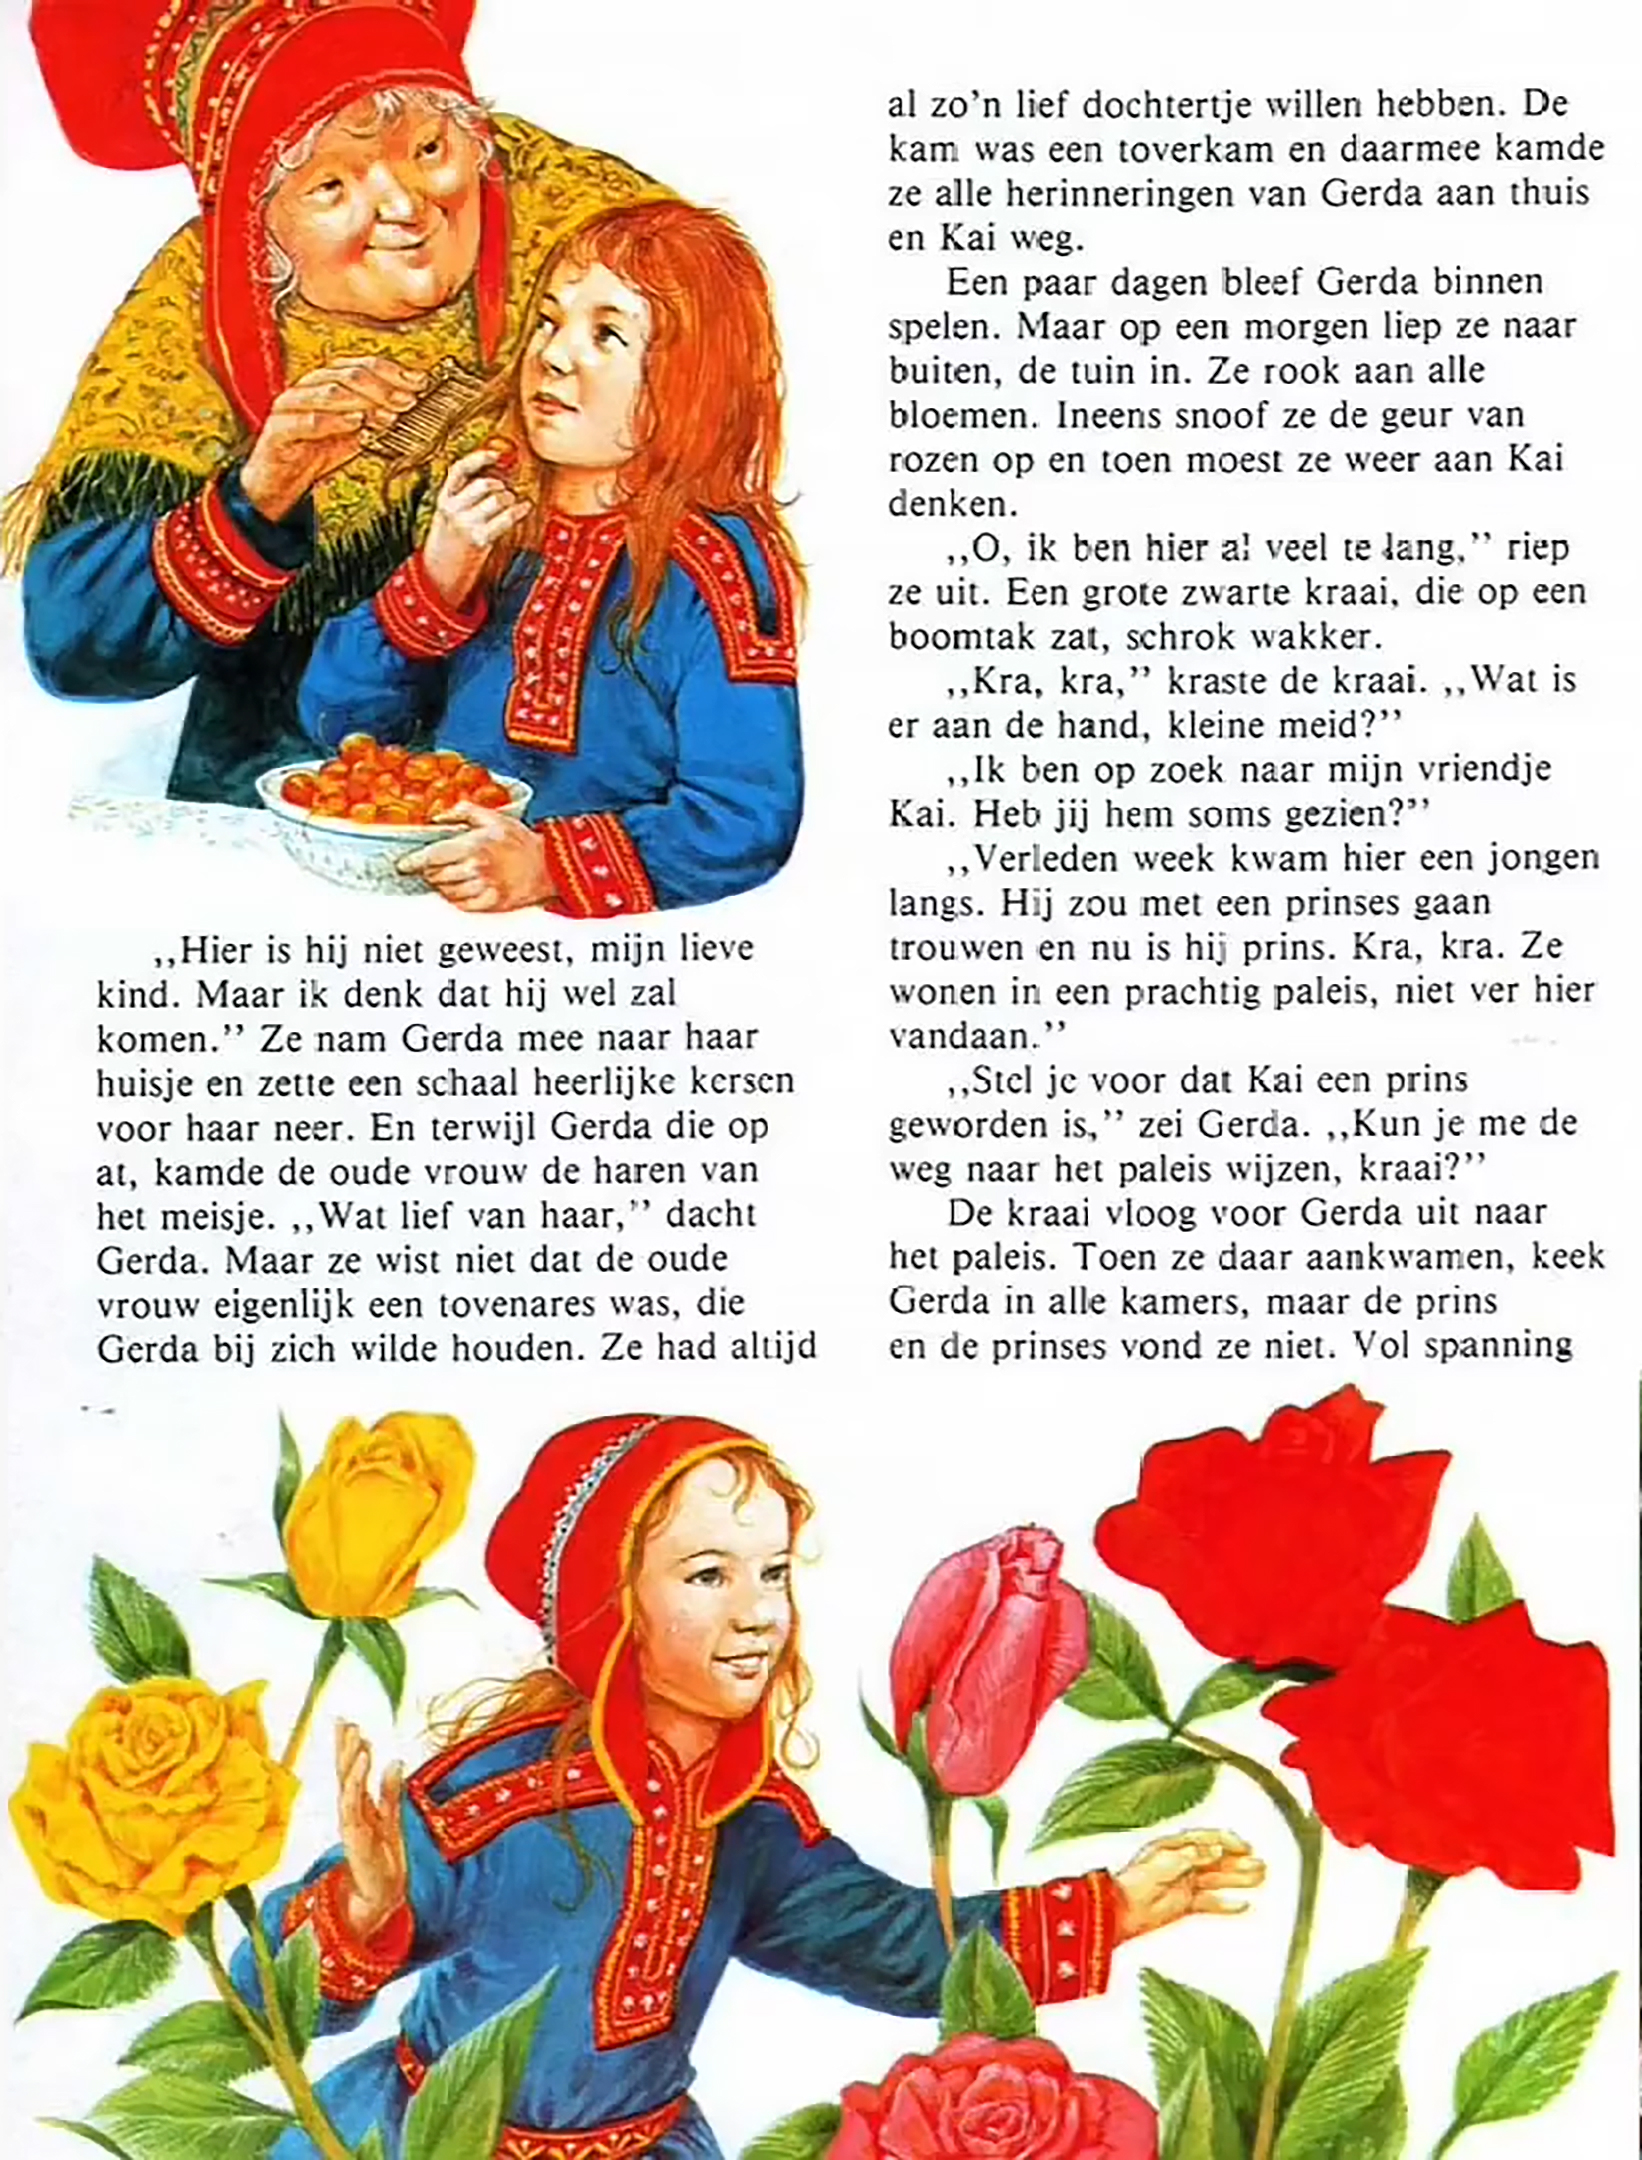 ,,Hier is hij niet geweest, mijn lieve
kind. Maar ik denk dat hij wel zal
komen.’’ Ze nam Gerda mee naar haar
huisje en zette een schaal heerlijke kersen
voor haar neer. En terwijl Gerda die op
at, kamde de oude vrouw de haren van
het meisje. ,,Wat lief van haar,’’ dacht
Gerda. Maar ze wist niet dat de oude
vrouw eigenlijk een tovenares was, die
Gerda bij zich wilde houden. Ze had altijd
al zo’n lief dochtertje willen hebben. De
kam was een toverkam en daarmee kamde
ze alle herinneringen van Gerda aan thuis
en Kai weg.
Een paar dagen bleef Gerda binnen
spelen. Maar op een morgen liep ze naar
buiten, de tuin in. Ze rook aan alle
bloemen. Ineens snoof ze de geur van
rozen op en toen moest ze weer aan Kai
denken.
,,O, ik ben hier al veel te lang,’’ riep
ze uit. Een grote zwarte kraai, die op een
boomtak zat, schrok wakker.
,,Kra, kra,’’ kraste de kraai. ,,Wat is
er aan de hand, kleine meid?’’
,,Ik ben op zoek naar mijn vriendje
Kai. Heb jij hem soms gezien?’’
,,Verleden week kwam hier een jongen
langs. Hij zou met een prinses gaan
trouwen en nu is hij prins. Kra, kra. Ze
wonen in een prachtig paleis, niet ver hier
vandaan.’’
,,Stel je voor dat Kai een prins
geworden is,’’ zei Gerda. ,,Kun je me de
weg naar het paleis wijzen, kraai?’’
De kraai vloog voor Gerda uit naar
het paleis. Toen ze daar aankwamen, keek
Gerda in alle kamers, maar de prins
en de prinses vond ze niet. Vol spanning